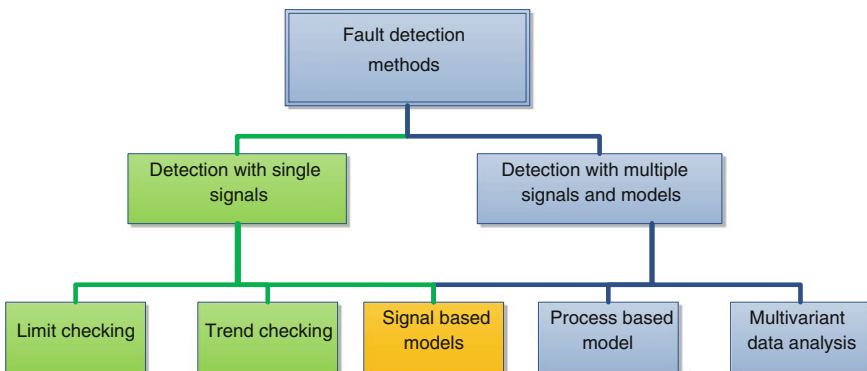 Fault detection
methods
Detection with single
signals
Detection with multiple
signals and models
Limit checking
Trend checking
Signal based
models
Process based
model
Multivariant
data analysis